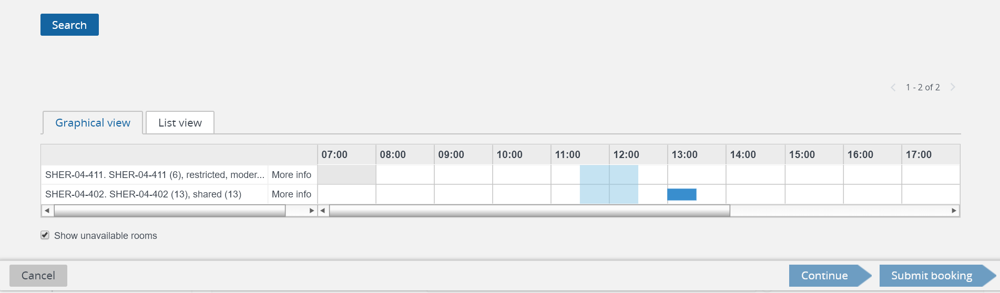 Search
1 - 2 of 2
Graphical view List view
07:00 08:00 09:00 10:00 11:00 12:00 13:00 14:00 15:00 16:00 17:00
SHER-04-411. SHER-04-411 (6), restricted, moder... More info
SHER-04-402. SHER-04-402 (13), shared (13) More info
Show unavailable rooms
Cancel Continue Submit booking